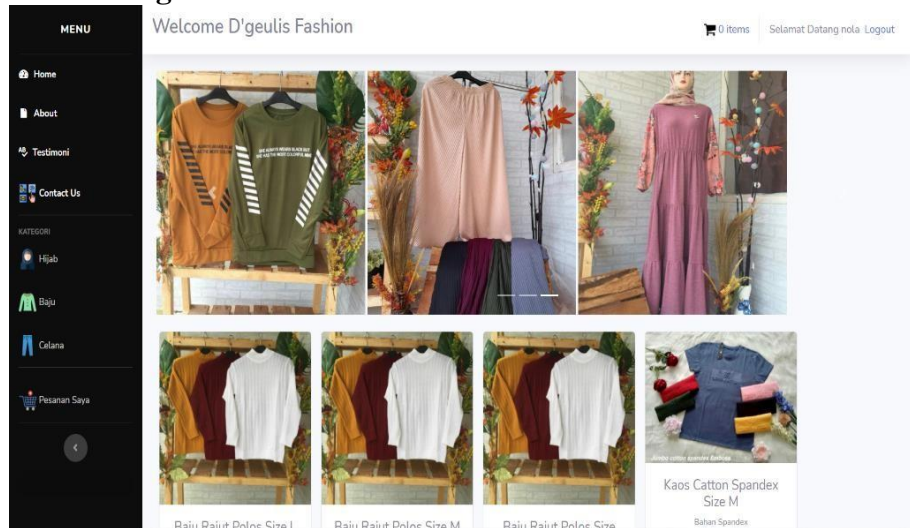 MENU
Welcome D'geulis Fashion
0 items
Selamat Datang nola Logout
Home
About
Testimoni
Contact Us
KATEGORI
Hijab
Baju
Celana
Pesanan Saya
Baju Rajut Polos Size L
Baju Rajut Polos Size M
Baju Rajut Polos Size
Kaos Catton Spandex
Size M
Bahan Spandex